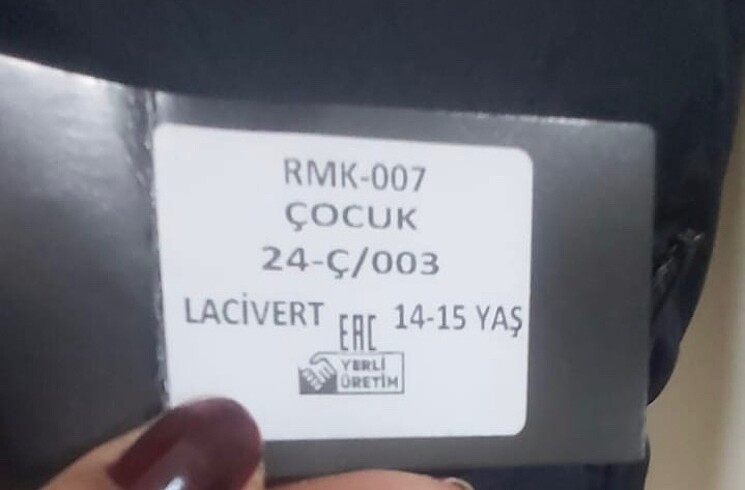 RMK-007
ÇOCUK
24-Ç/003
LACİVERT EAC 14-15 YAŞ
YERLİ
ÜRETİM